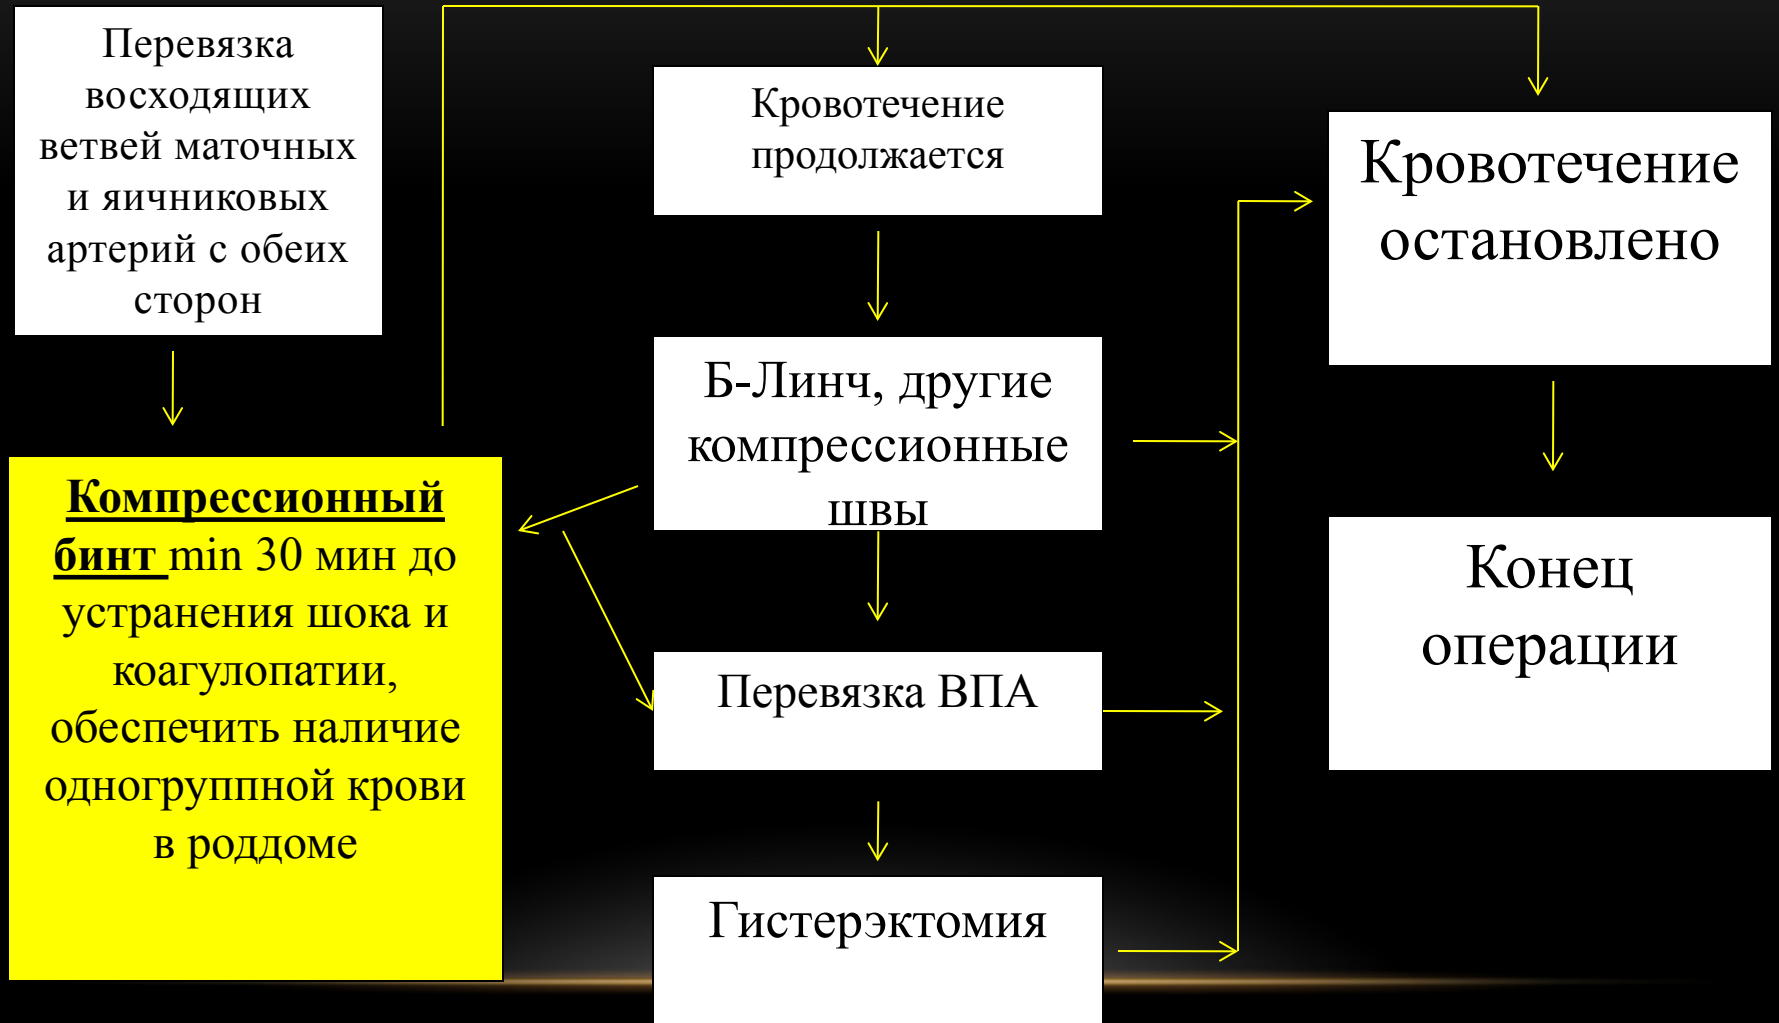 Перевязка
восходящих
ветвей маточных
и яичниковых
артерий с обеих
сторон
Компрессионный
бинт min 30 мин до
устранения шока и
коагулопатии,
обеспечить наличие
одногруппной крови
в роддоме
Кровотечение
продолжается
Б-Линч, другие
компрессионные
швы
Перевязка ВПА
Гистерэктомия
Кровотечение
остановлено
Конец
операции